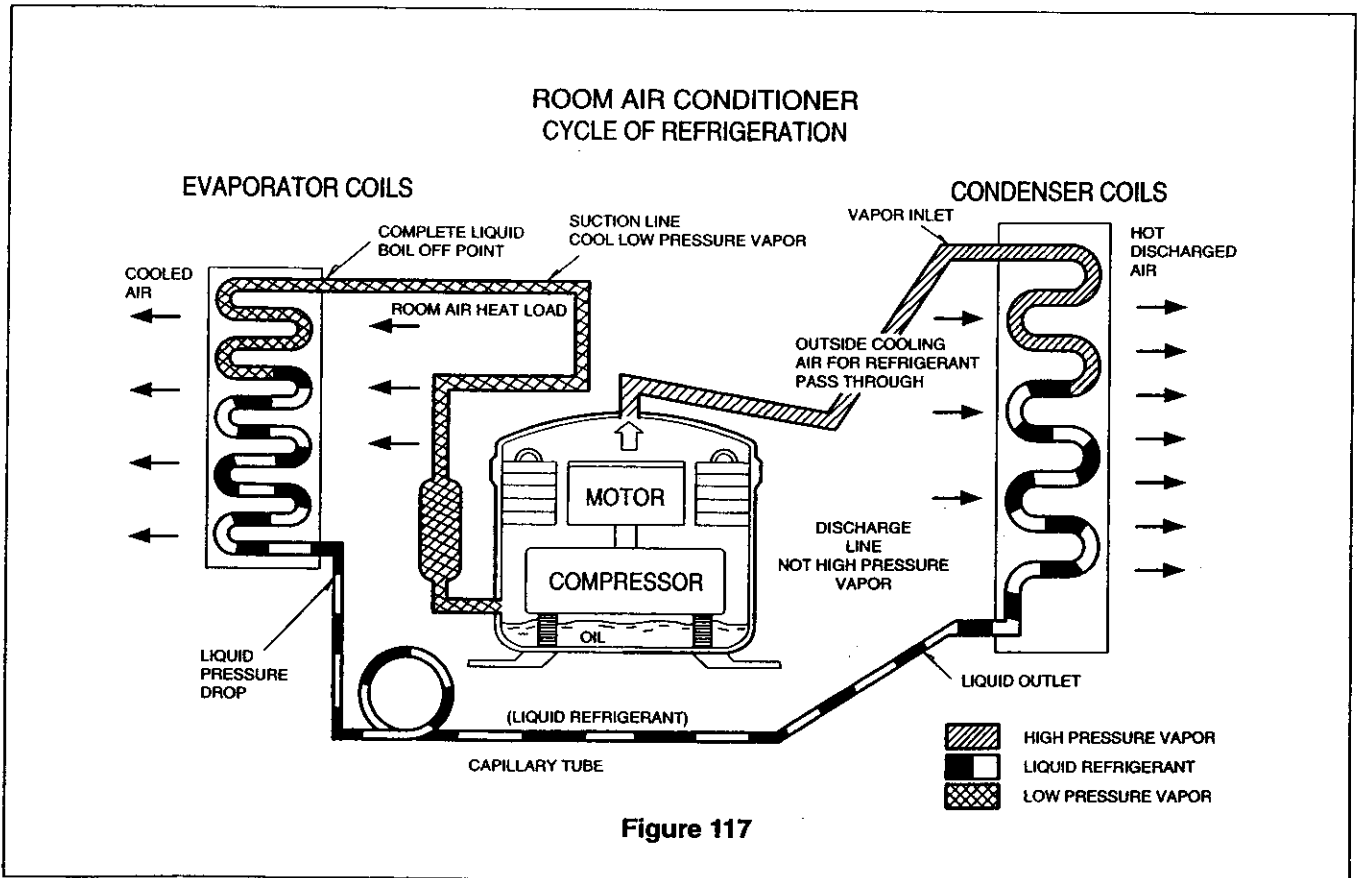 ROOM AIR CONDITIONER
CYCLE OF REFRIGERATION
EVAPORATOR COILS
CONDENSER COILS
COMPLETE LIQUID
BOIL OFF POINT
SUCTION LINE
COOL LOW PRESSURE VAPOR
VAPOR INLET
HOT
DISCHARGED
AIR
COOLED
AIR
ROOM AIR HEAT LOAD
OUTSIDE COOLING
AIR FOR REFRIGERANT
PASS THROUGH
MOTOR
COMPRESSOR
OIL
DISCHARGE
LINE
NOT HIGH PRESSURE
VAPOR
LIQUID
PRESSURE
DROP
(LIQUID REFRIGERANT)
CAPILLARY TUBE
LIQUID OUTLET
HIGH PRESSURE VAPOR
LIQUID REFRIGERANT
LOW PRESSURE VAPOR
Figure 117